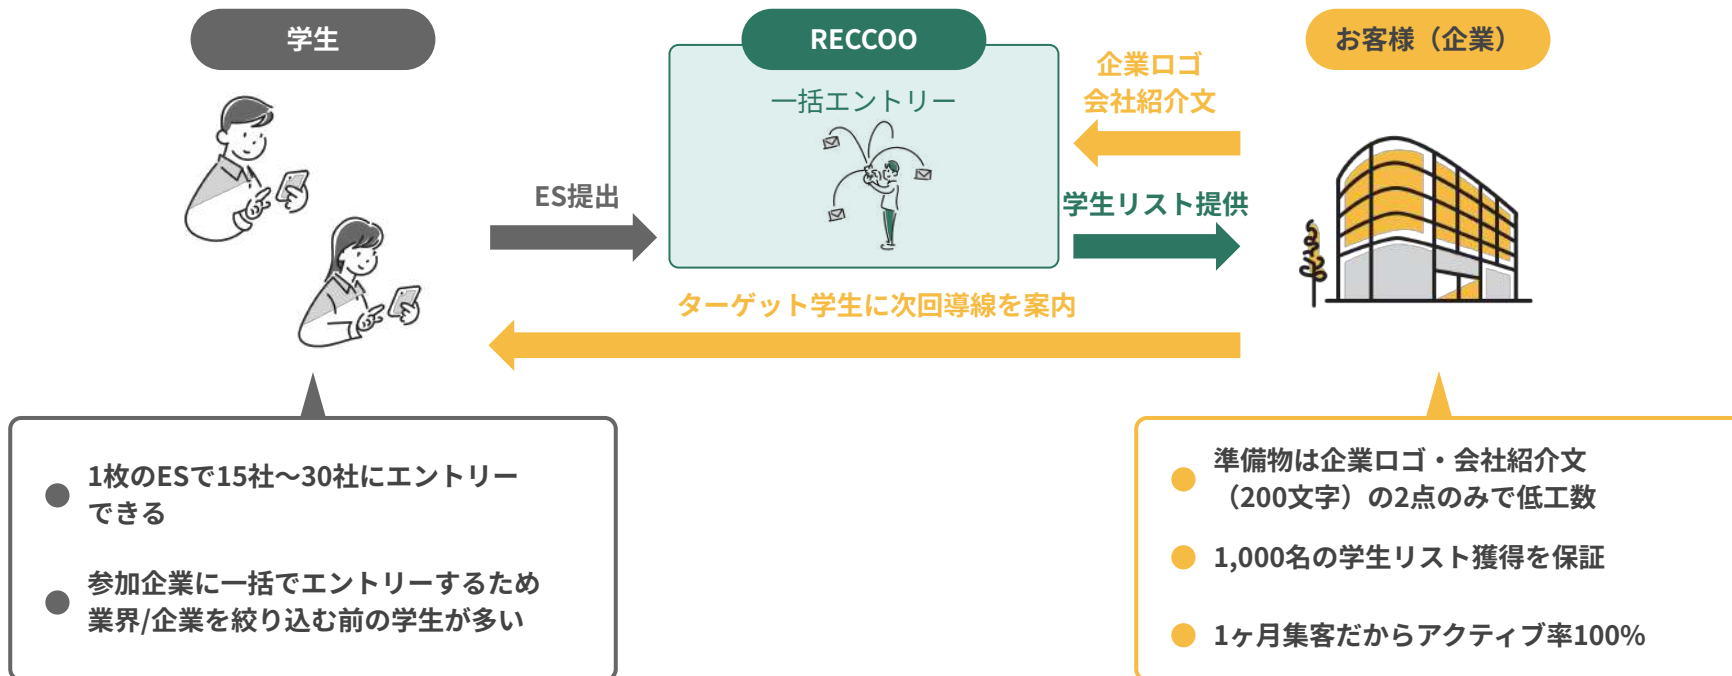 学生
RECCOO
お客様（企業）
一括エントリー
企業ロゴ
会社紹介文
ES提出
学生リスト提供
ターゲット学生に次回導線を案内
1枚のESで15社〜30社にエントリー
できる
参加企業に一括でエントリーするため
業界/企業を絞り込む前の学生が多い
準備物は企業ロゴ・会社紹介文
（200文字）の2点のみで低工数
1,000名の学生リスト獲得を保証
1ヶ月集客だからアクティブ率100%